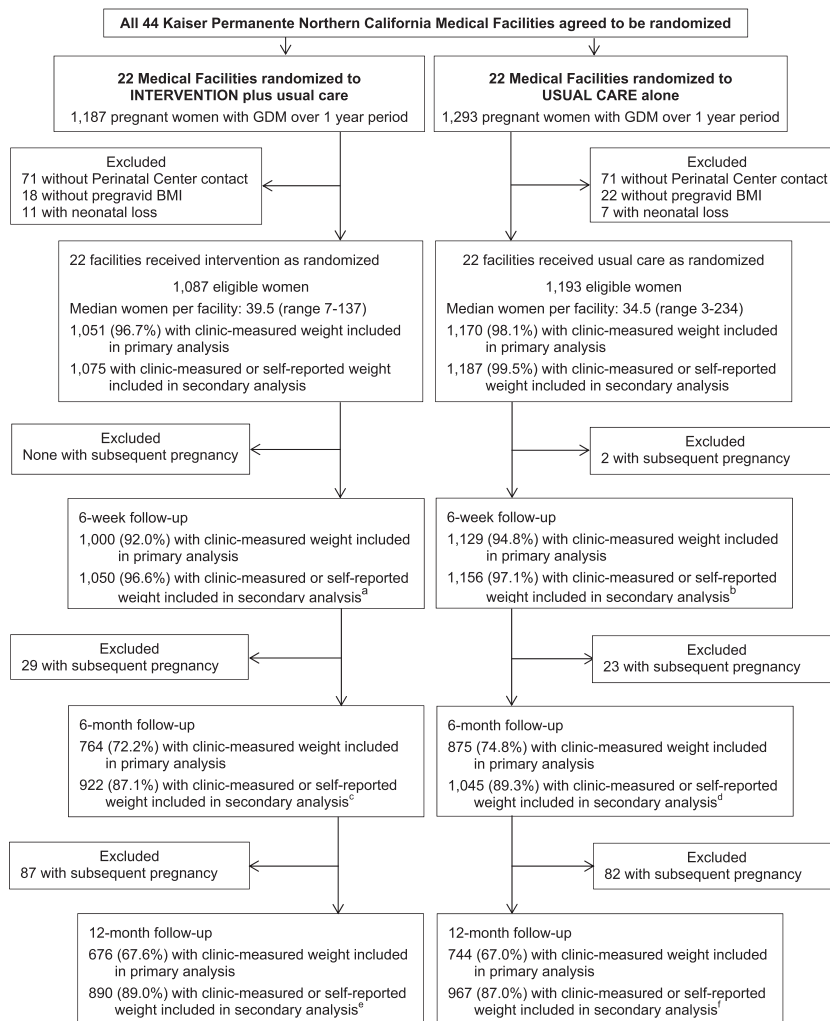 All 44 Kaiser Permanente Northern California Medical Facilities agreed to be randomized
22 Medical Facilities randomized to
INTERVENTION plus usual care
1,187 pregnant women with GDM over 1 year period
22 Medical Facilities randomized to
USUAL CARE alone
1,293 pregnant women with GDM over 1 year period
Excluded
71 without Perinatal Center contact
18 without pregravid BMI
11 with neonatal loss
Excluded
71 without Perinatal Center contact
22 without pregravid BMI
7 with neonatal loss
22 facilities received intervention as randomized
1,087 eligible women
Median women per facility: 39.5 (range 7-137)
1,051 (96.7%) with clinic-measured weight included
in primary analysis
1,075 with clinic-measured or self-reported weight
included in secondary analysis
22 facilities received usual care as randomized
1,193 eligible women
Median women per facility: 34.5 (range 3-234)
1,170 (98.1%) with clinic-measured weight included
in primary analysis
1,187 (99.5%) with clinic-measured or self-reported
weight included in secondary analysis
Excluded
None with subsequent pregnancy
Excluded
2 with subsequent pregnancy
6-week follow-up
1,000 (92.0%) with clinic-measured weight included
in primary analysis
1,050 (96.6%) with clinic-measured or self-reported
weight included in secondary analysis a
6-week follow-up
1,129 (94.8%) with clinic-measured weight included
in primary analysis
1,156 (97.1%) with clinic-measured or self-reported
weight included in secondary analysis b
Excluded
29 with subsequent pregnancy
Excluded
23 with subsequent pregnancy
6-month follow-up
764 (72.2%) with clinic-measured weight included
in primary analysis
922 (87.1%) with clinic-measured or self-reported
weight included in secondary analysis c
6-month follow-up
875 (74.8%) with clinic-measured weight included
in primary analysis
1,045 (89.3%) with clinic-measured or self-reported
weight included in secondary analysis d
Excluded
87 with subsequent pregnancy
Excluded
82 with subsequent pregnancy
12-month follow-up
676 (67.6%) with clinic-measured weight included
in primary analysis
890 (89.0%) with clinic-measured or self-reported
weight included in secondary analysis e
12-month follow-up
744 (67.0%) with clinic-measured weight included
in primary analysis
967 (87.0%) with clinic-measured or self-reported
weight included in secondary analysis f